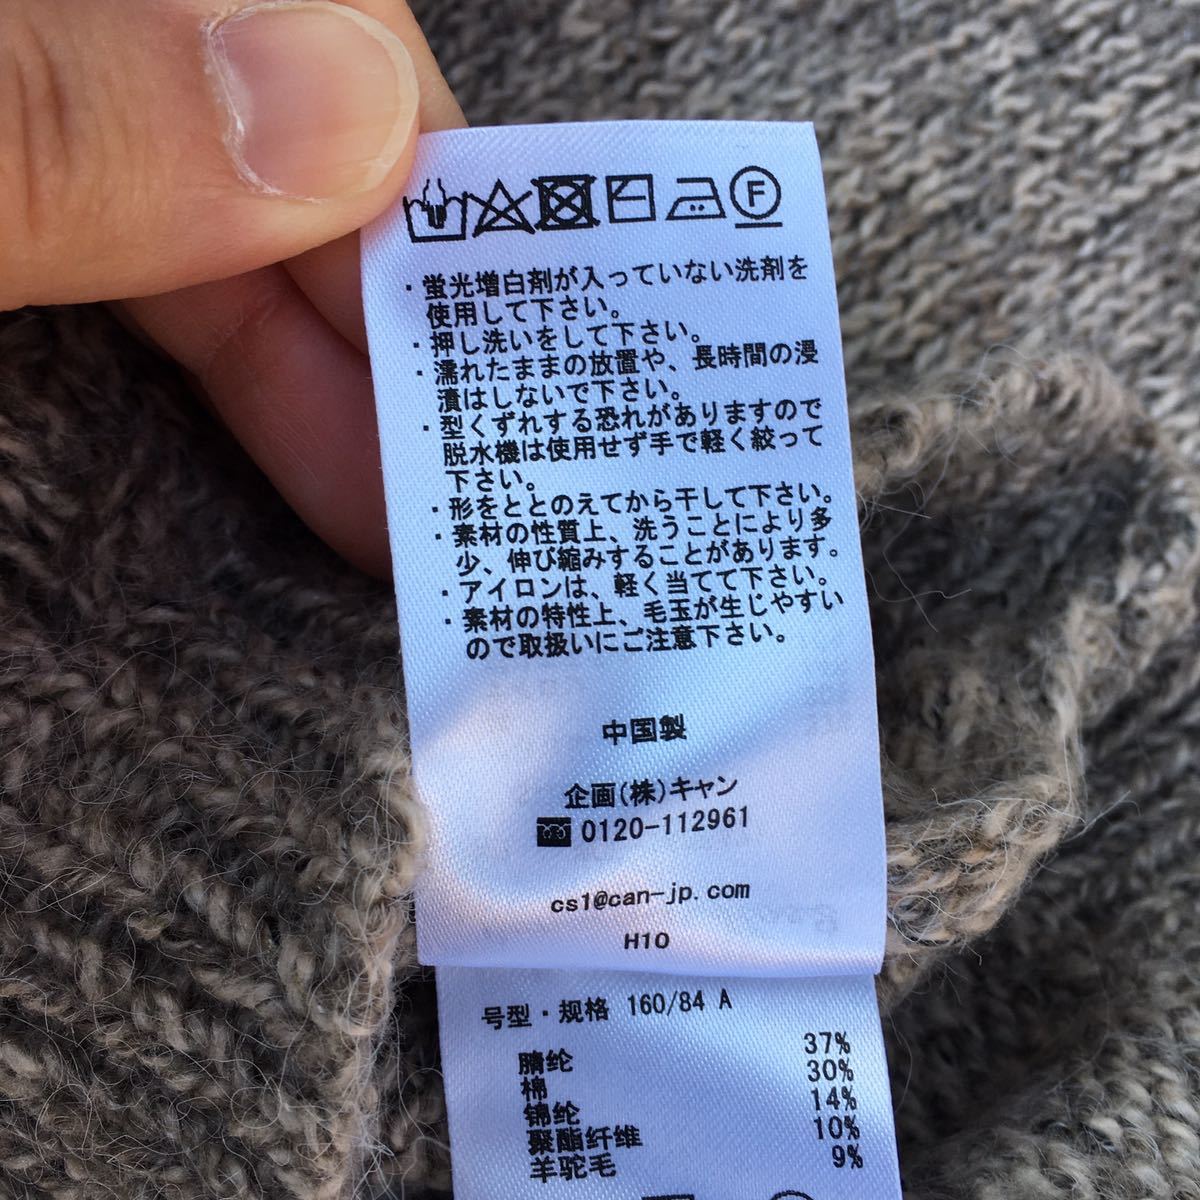 F
・蛍光増白剤が入っていない洗剤を
使用して下さい。
・押し洗いをして下さい。
・濡れたままの放置や、長時間の浸
漬はしないで下さい。
・型くずれする恐れがありますので
脱水機は使用せず手で軽く絞って
下さい。
・形をととのえてから干して下さい。
・素材の性質上、洗うことにより多
少、伸び縮みすることがあります。
・アイロンは、軽く当てて下さい。
・素材の特性上、毛玉が生じやすい
ので取扱いにご注意下さい。
中国製
企画(株)キャン
0120-112961
cs1@can-jp.com
H10
号型・规格 160/84 A
腈纶 37%
棉 30%
锦纶 14%
聚酯纤维 10%
羊驼毛 9%